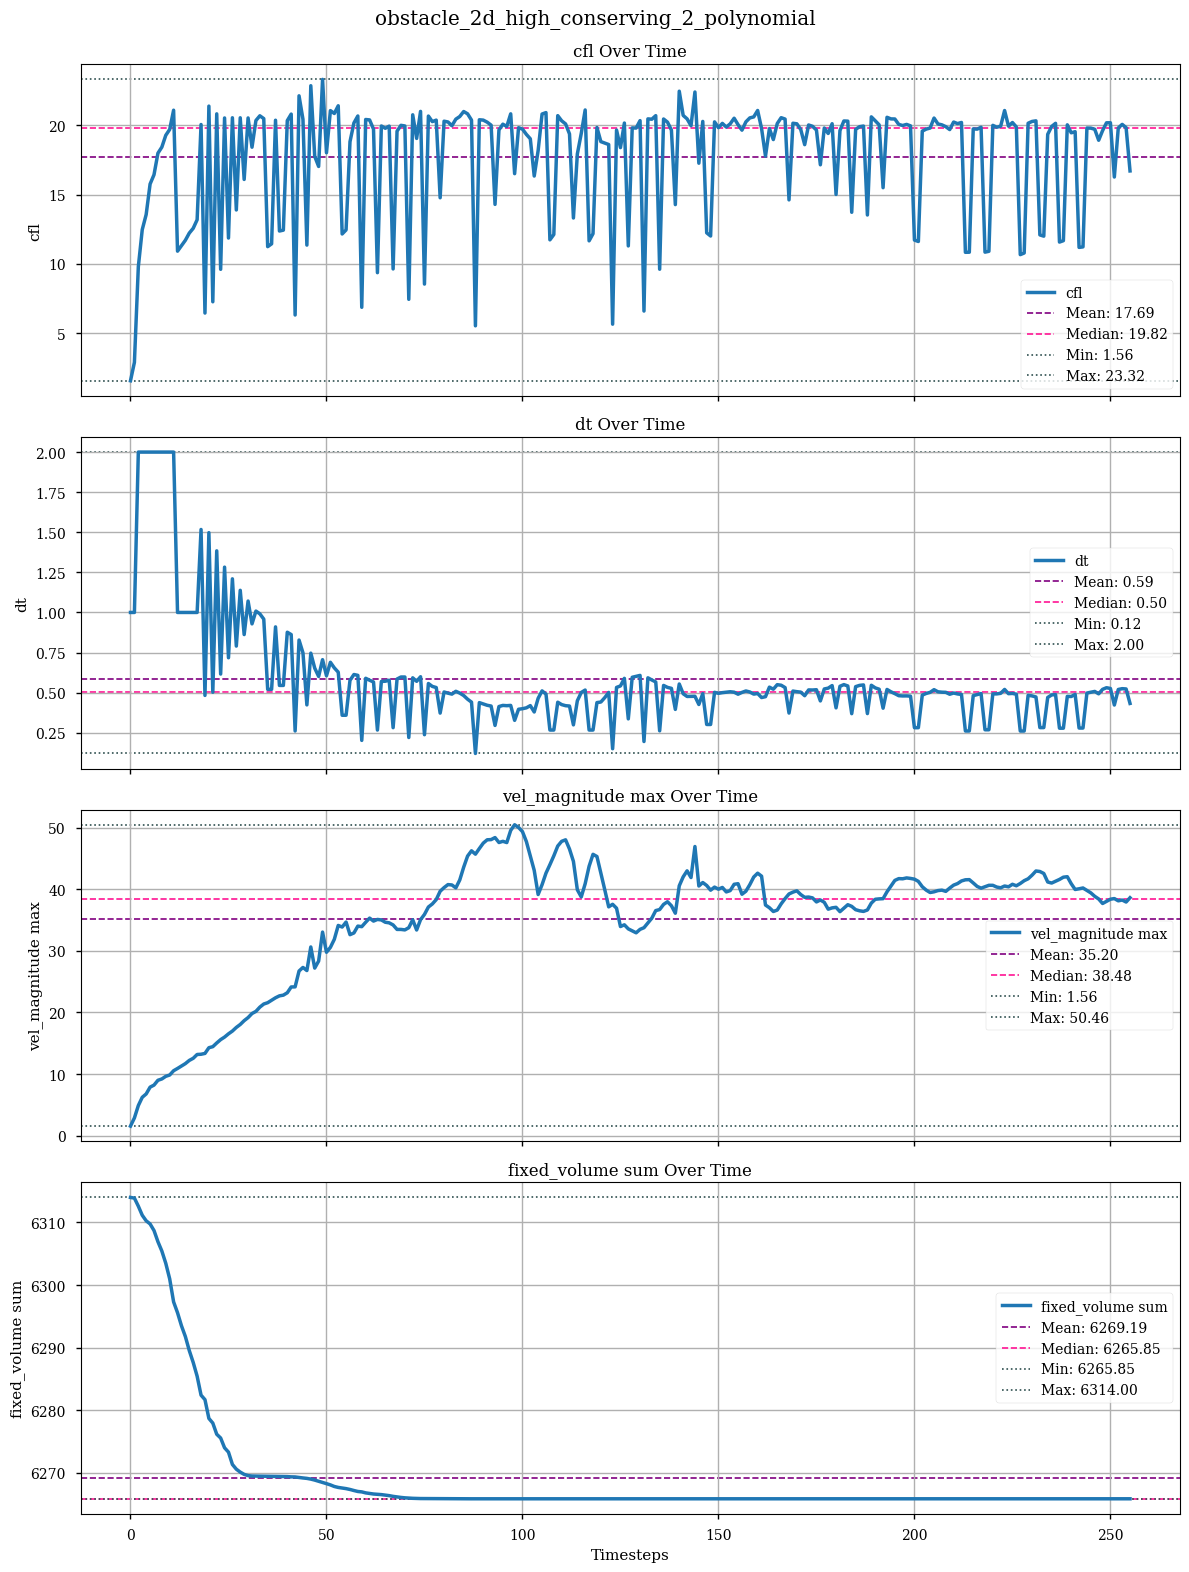 obstacle_2d_high_conserving_2_polynomial
cfl Over Time
20
15
10
5
cfl
cfl
Mean: 17.69
Median: 19.82
Min: 1.56
Max: 23.32
dt Over Time
2.00
1.75
1.50
1.25
1.00
0.75
0.50
0.25
dt
dt
Mean: 0.59
Median: 0.50
Min: 0.12
Max: 2.00
vel_magnitude max Over Time
50
40
30
20
10
0
vel_magnitude max
vel_magnitude max
Mean: 35.20
Median: 38.48
Min: 1.56
Max: 50.46
fixed_volume sum Over Time
6310
6300
6290
6280
6270
fixed_volume sum
fixed_volume sum
Mean: 6269.19
Median: 6265.85
Min: 6265.85
Max: 6314.00
0 50 100 150 200 250
Timesteps